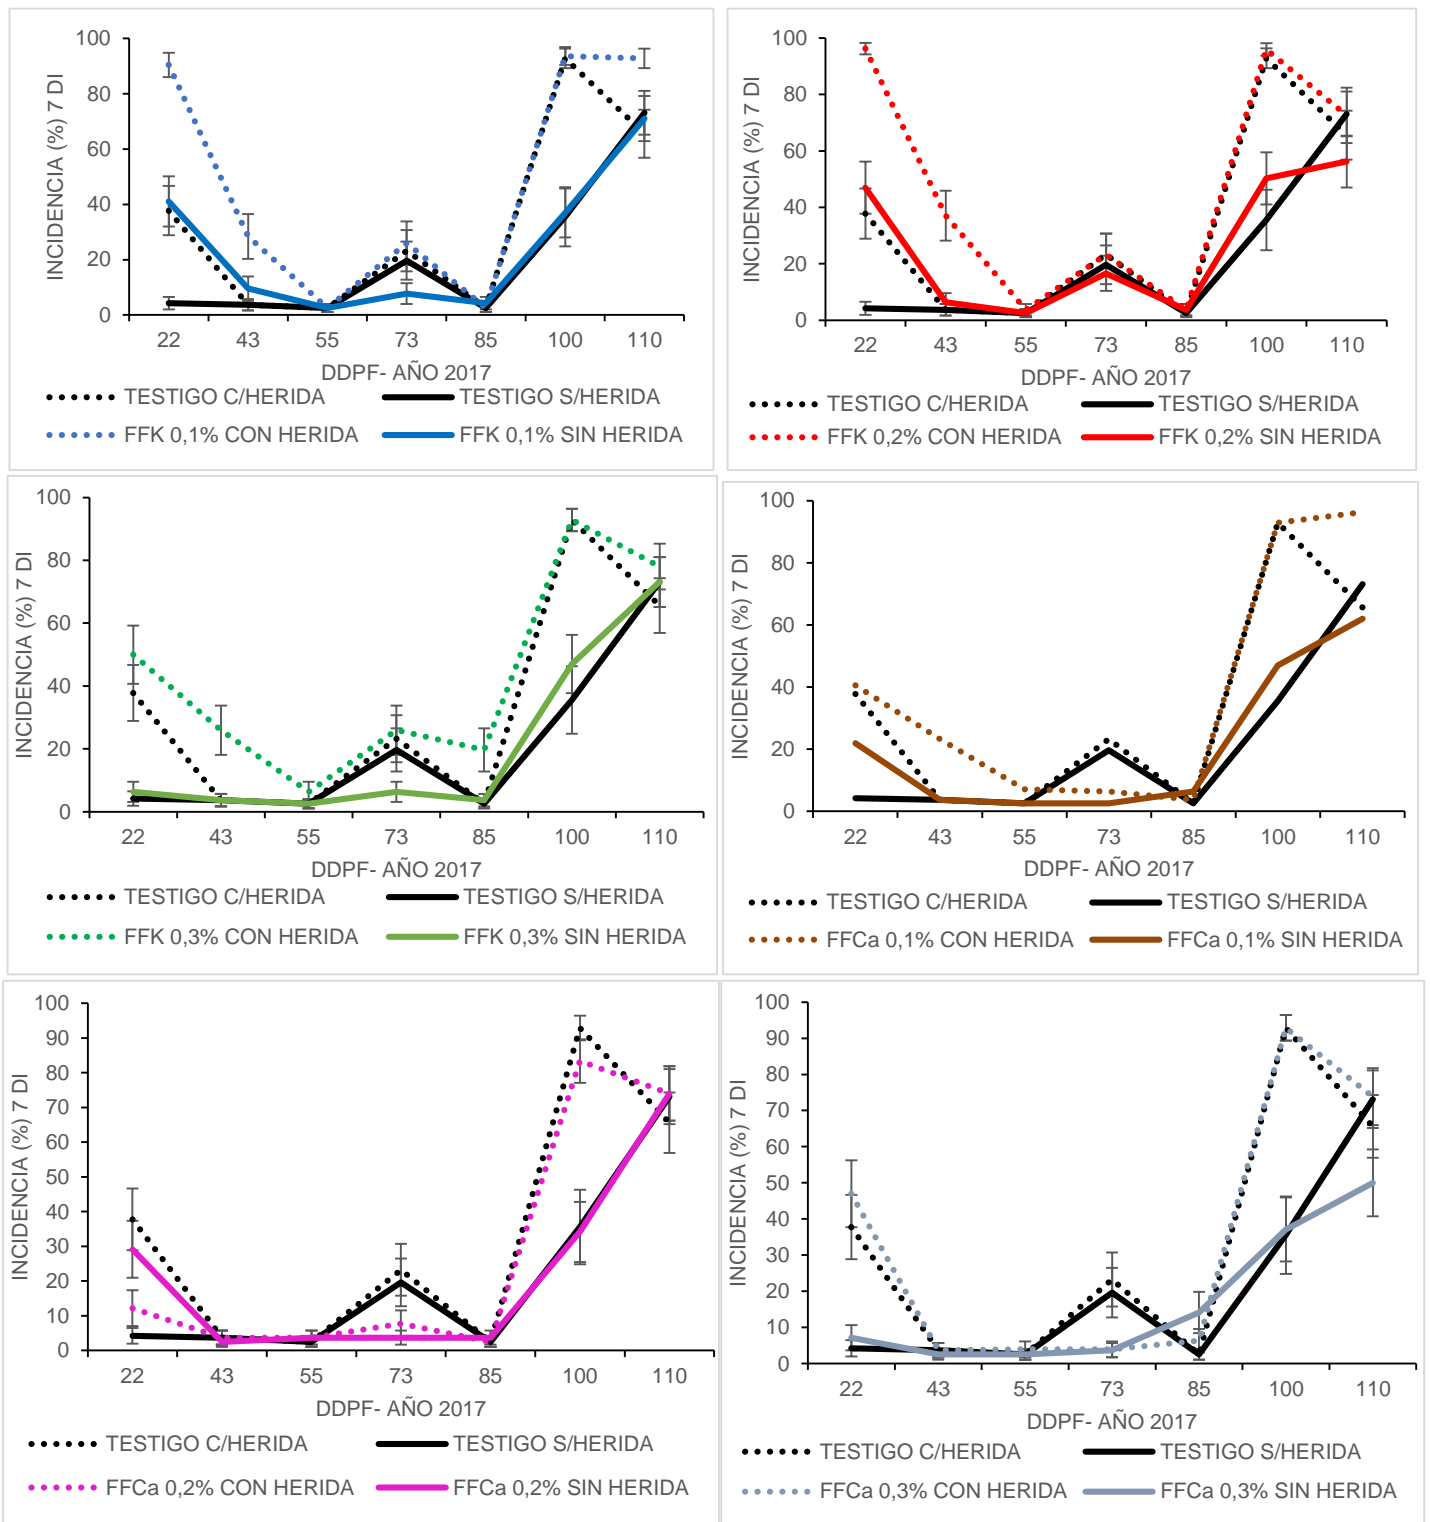 100
80
60
40
20
0
INCIDENCIA (%) 7 DI
22 43 55 73 85 100 110
DDPF- AÑO 2017
TESTIGO C/HERIDA TESTIGO S/HERIDA
FFK 0,1% CON HERIDA FFK 0,1% SIN HERIDA
100
80
60
40
20
0
INCIDENCIA (%) 7 DI
22 43 55 73 85 100 110
DDPF- AÑO 2017
TESTIGO C/HERIDA TESTIGO S/HERIDA
FFK 0,2% CON HERIDA FFK 0,2% SIN HERIDA
100
80
60
40
20
0
INCIDENCIA (%) 7 DI
22 43 55 73 85 100 110
DDPF- AÑO 2017
TESTIGO C/HERIDA TESTIGO S/HERIDA
FFK 0,3% CON HERIDA FFK 0,3% SIN HERIDA
100
80
60
40
20
0
INCIDENCIA (%) 7 DI
22 43 55 73 85 100 110
DDPF- AÑO 2017
TESTIGO C/HERIDA TESTIGO S/HERIDA
FFCa 0,1% CON HERIDA FFCa 0,1% SIN HERIDA
100
90
80
70
60
50
40
30
20
10
0
INCIDENCIA (%) 7 DI
22 43 55 73 85 100 110
DDPF- AÑO 2017
TESTIGO C/HERIDA TESTIGO S/HERIDA
FFCa 0,2% CON HERIDA FFCa 0,2% SIN HERIDA
100
90
80
70
60
50
40
30
20
10
0
INCIDENCIA (%) 7 DI
22 43 55 73 85 100 110
DDPF- AÑO 2017
TESTIGO C/HERIDA TESTIGO S/HERIDA
FFCa 0,3% CON HERIDA FFCa 0,3% SIN HERIDA